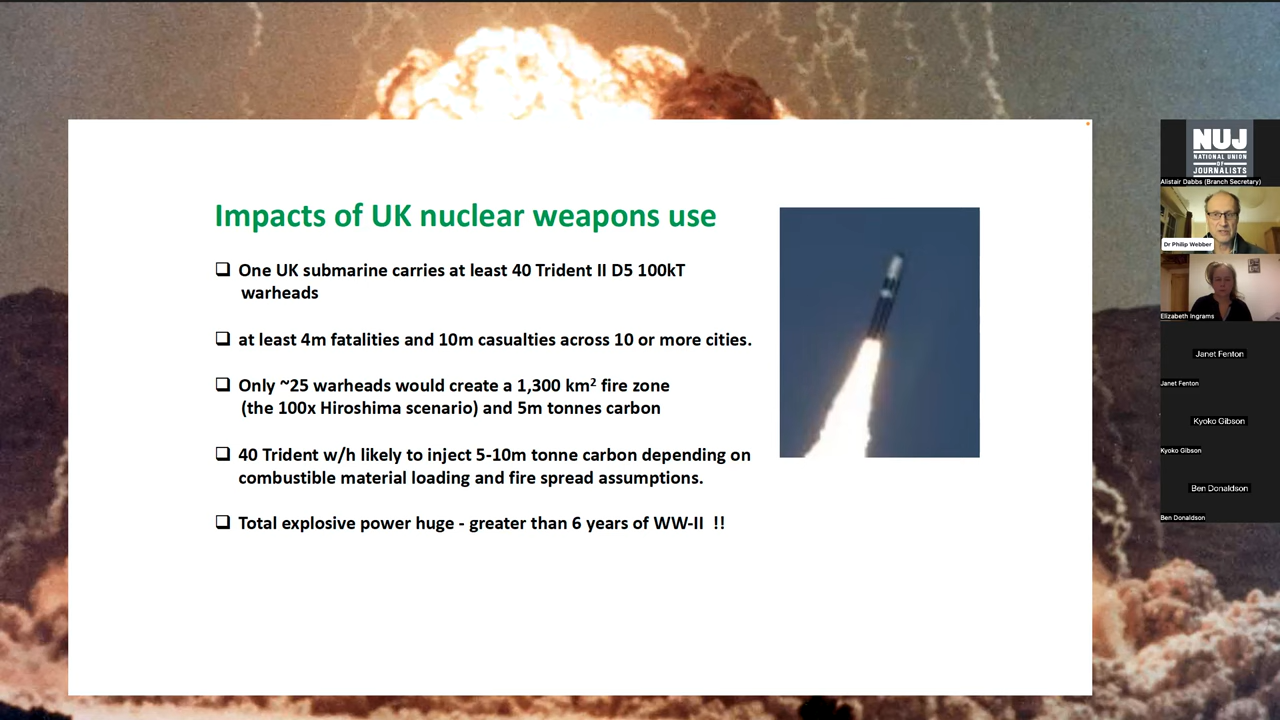 Impacts of UK nuclear weapons use
❑ One UK submarine carries at least 40 Trident II D5 100kT
warheads
❑ at least 4m fatalities and 10m casualties across 10 or more cities.
❑ Only ~25 warheads would create a 1,300 km² fire zone
(the 100x Hiroshima scenario) and 5m tonnes carbon
❑ 40 Trident w/h likely to inject 5-10m tonne carbon depending on
combustible material loading and fire spread assumptions.
❑ Total explosive power huge - greater than 6 years of WW-II !!
NUJ
NATIONAL UNION
OF
JOURNALISTS
Alistair Dabbs (Branch Secretary)
Dr Philip Webber
Elizabeth Ingrams
Janet Fenton
Janet Fenton
Kyoko Gibson
Kyoko Gibson
Ben Donaldson
Ben Donaldson